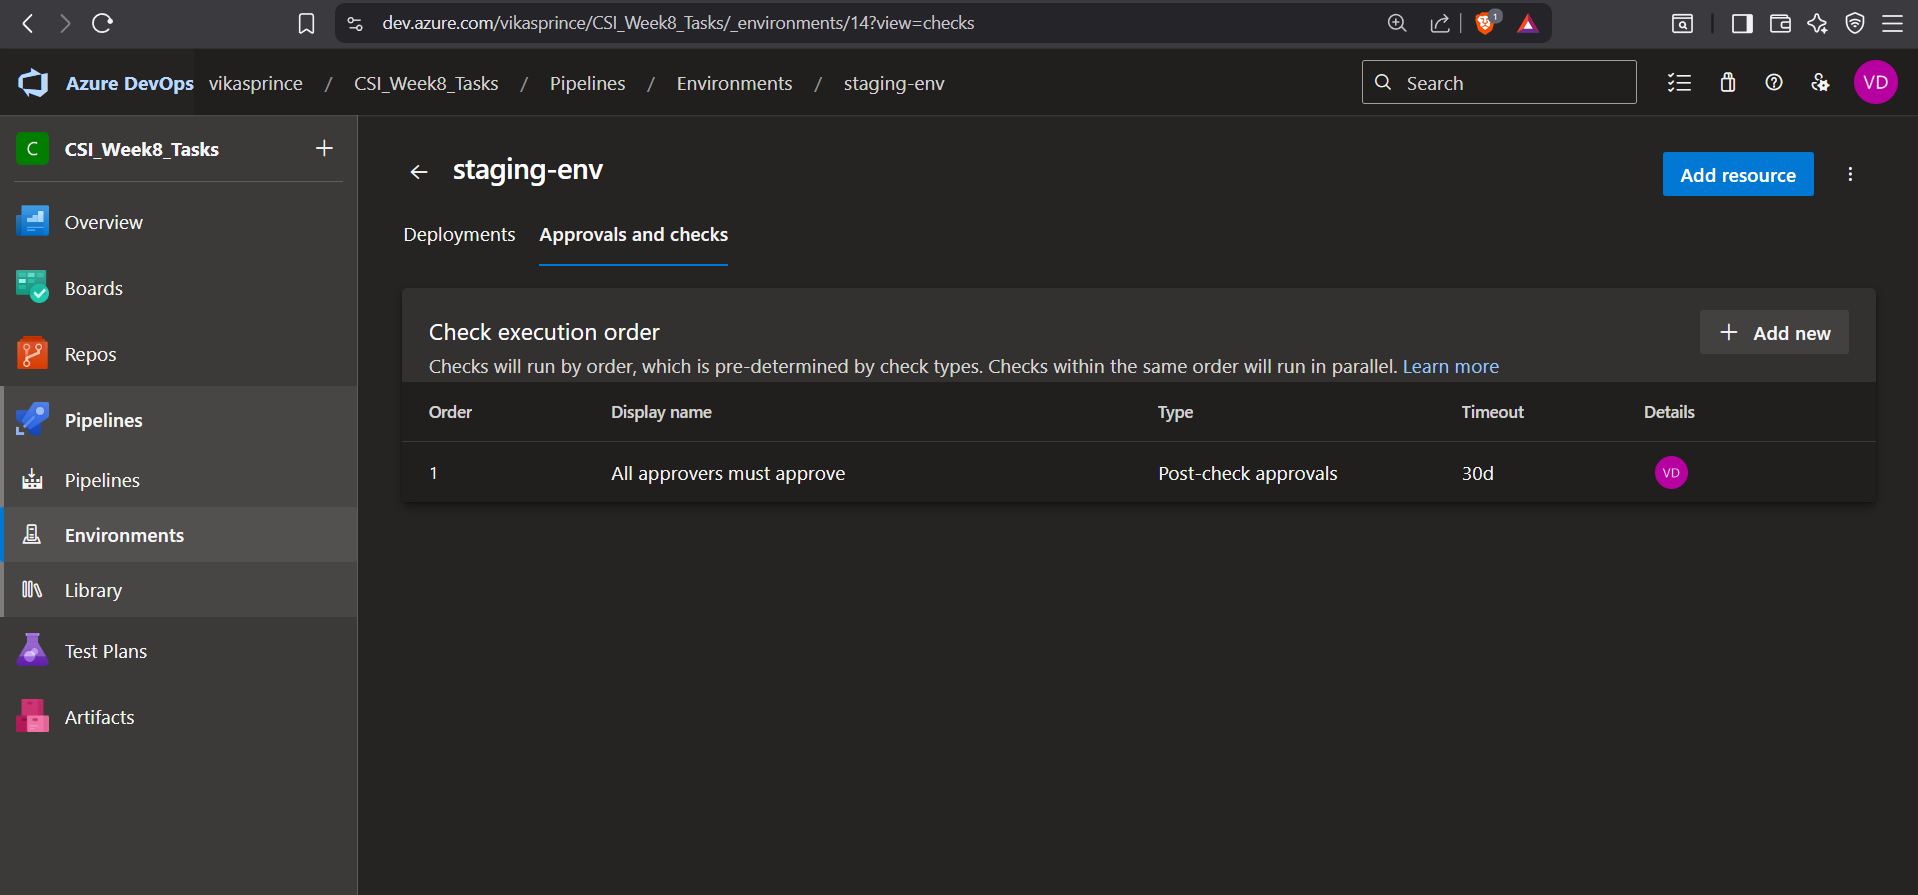 dev.azure.com/vikasprince/CSI_Week8_Tasks/_environments/14?view=checks
1
Azure DevOps vikasprince / CSI_Week8_Tasks / Pipelines / Environments / staging-env
Search
VD
C CSI_Week8_Tasks
Overview
Boards
Repos
Pipelines
Pipelines
Environments
Library
Test Plans
Artifacts
staging-env
Add resource
Deployments Approvals and checks
Check execution order
Add new
Checks will run by order, which is pre-determined by check types. Checks within the same order will run in parallel. Learn more
Order Display name Type Timeout Details
1 All approvers must approve Post-check approvals 30d VD